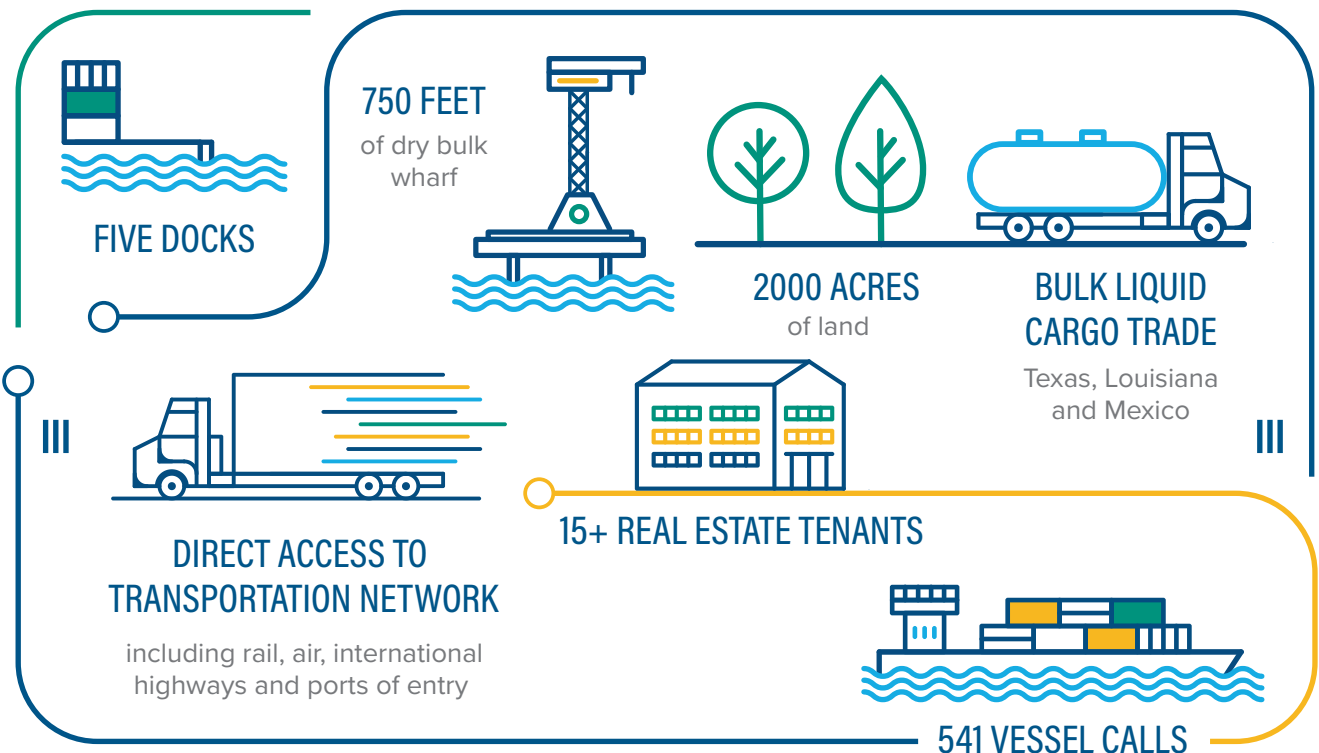 FIVE DOCKS
750 FEET
of dry bulk
wharf
2000 ACRES
of land
BULK LIQUID
CARGO TRADE
Texas, Louisiana
and Mexico
DIRECT ACCESS TO
TRANSPORTATION NETWORK
including rail, air, international
highways and ports of entry
15+ REAL ESTATE TENANTS
541 VESSEL CALLS